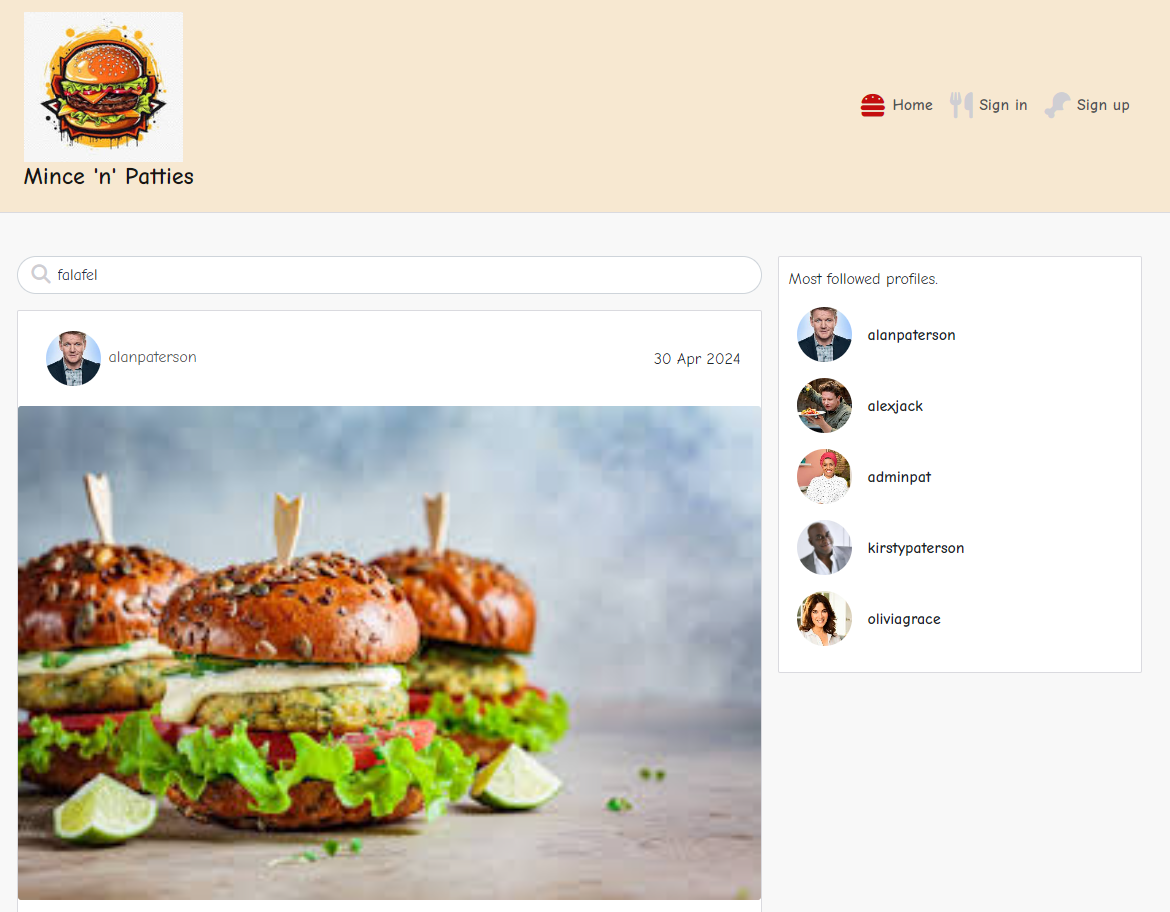 Mince 'n' Patties
Home
Sign in
Sign up
falafel
alanpaterson
30 Apr 2024
Most followed profiles.
alanpaterson
alexjack
adminpat
kirstypaterson
oliviagrace